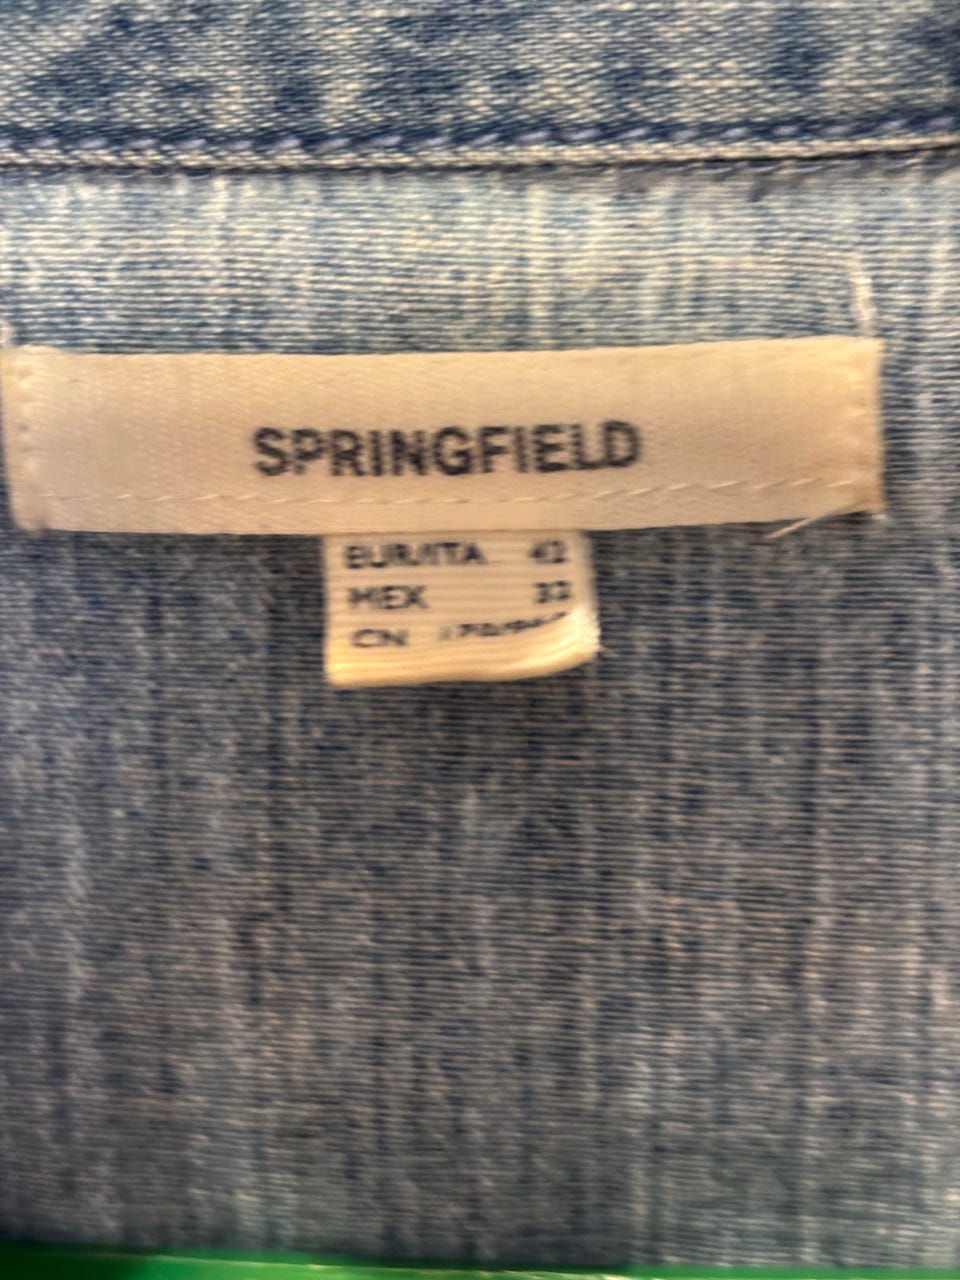 SPRINGFIELD
EUR/ITA 42
MEX 32
CN